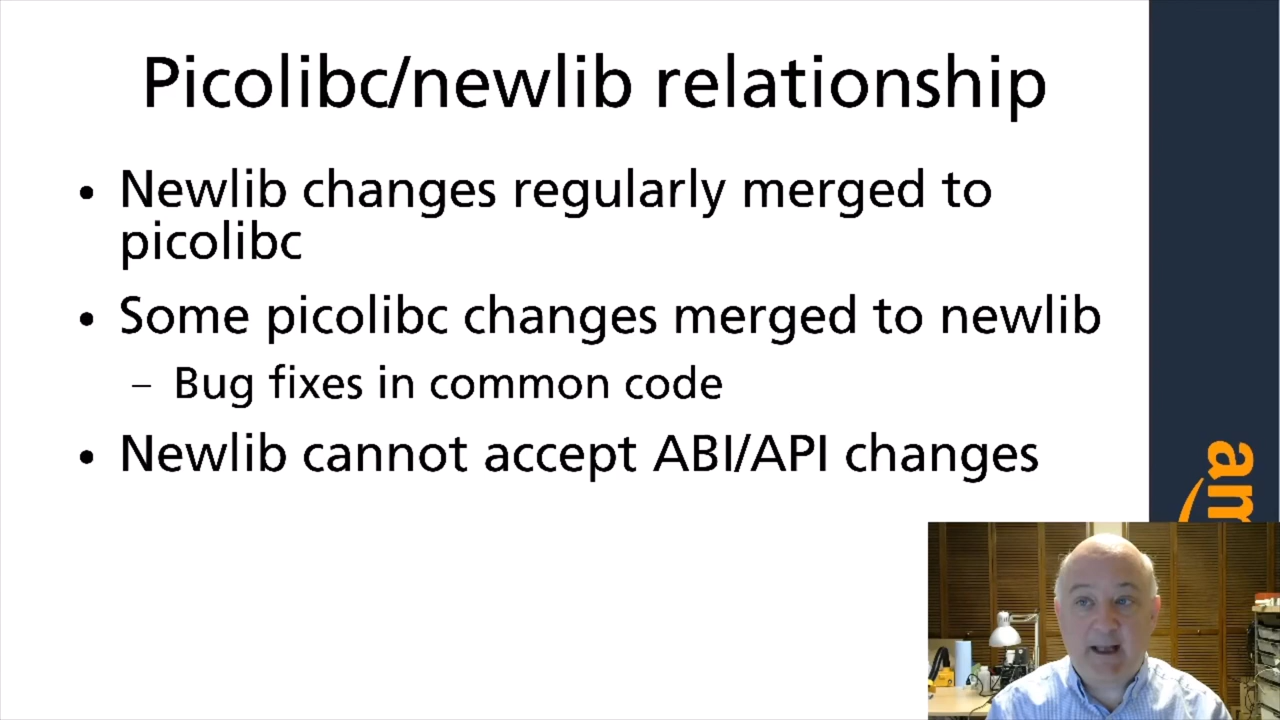 Picolibc/newlib relationship
• Newlib changes regularly merged to
picolibc
• Some picolibc changes merged to newlib
– Bug fixes in common code
• Newlib cannot accept ABI/API changes
am